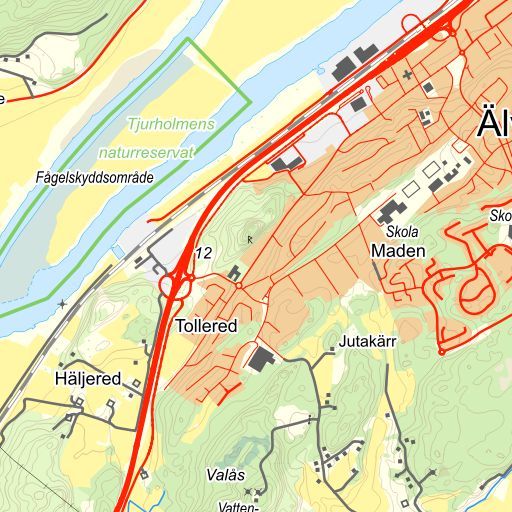 Tjurholmens
naturreservat
Fågelskyddsområde
Skola
Maden
12
Tollered
Jutakärr
Häljered
Valås
Vatten-